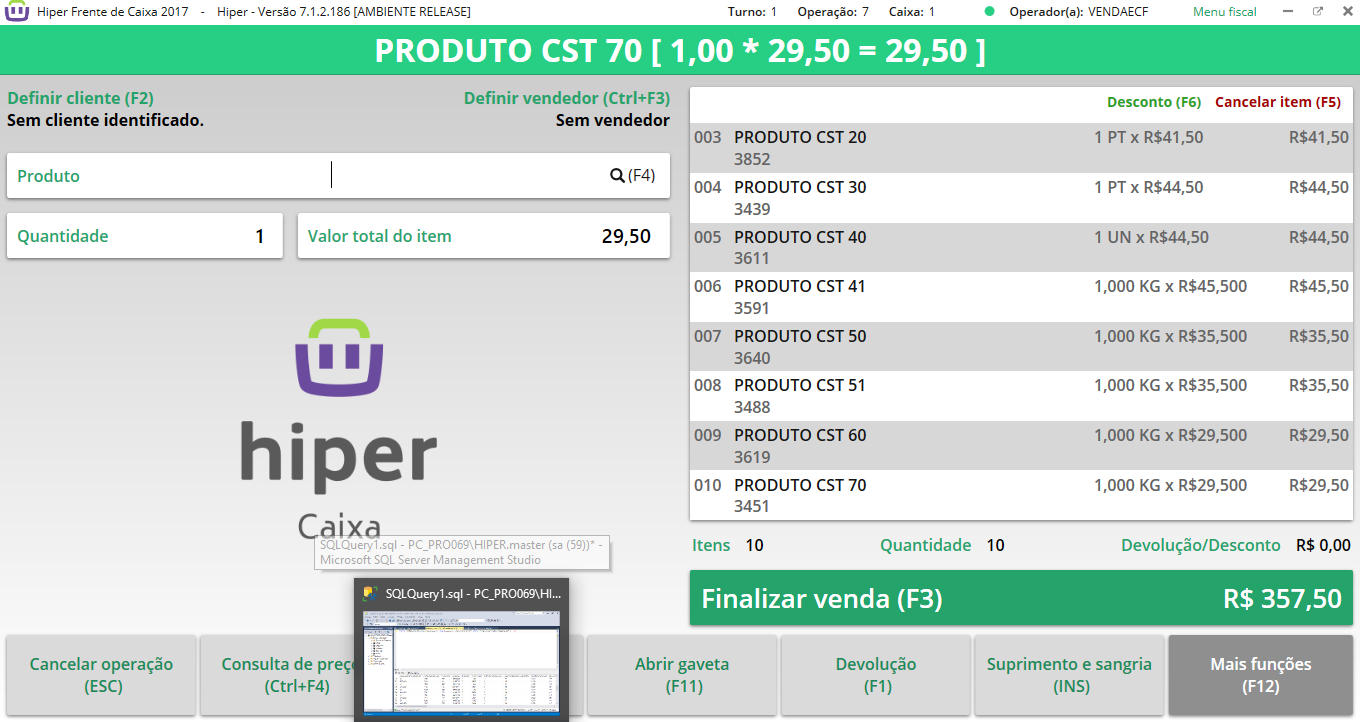 Hiper Frente de Caixa 2017 - Hiper - Versão 7.1.2.186 [AMBIENTE RELEASE] Turno: 1 Operação: 7 Caixa: 1 Operador(a): VENDAECF Menu fiscal
PRODUTO CST 70 [ 1,00 * 29,50 = 29,50 ]
Definir cliente (F2) Definir vendedor (Ctrl+F3)
Sem cliente identificado. Sem vendedor
Produto (F4)
Quantidade 1 Valor total do item 29,50
hiper
Caixa
Desconto (F6) Cancelar item (F5)
003 PRODUTO CST 20 1 PT x R$41,50 R$41,50
3852
004 PRODUTO CST 30 1 PT x R$44,50 R$44,50
3439
005 PRODUTO CST 40 1 UN x R$44,50 R$44,50
3611
006 PRODUTO CST 41 1,000 KG x R$45,500 R$45,50
3591
007 PRODUTO CST 50 1,000 KG x R$35,500 R$35,50
3640
008 PRODUTO CST 51 1,000 KG x R$35,500 R$35,50
3488
009 PRODUTO CST 60 1,000 KG x R$29,500 R$29,50
3619
010 PRODUTO CST 70 1,000 KG x R$29,500 R$29,50
3451
Itens 10 Quantidade 10 Devolução/Desconto R$ 0,00
Finalizar venda (F3) R$ 357,50
SQLQuery1.sql - PC_PRO069\HIPER.master (sa (59))* -
Microsoft SQL Server Management Studio
SQLQuery1.sql - PC_PRO069\HI...
Cancelar operação
(ESC)
Consulta de preço
(Ctrl+F4)
Abrir gaveta
(F11)
Devolução
(F1)
Suprimento e sangria
(INS)
Mais funções
(F12)